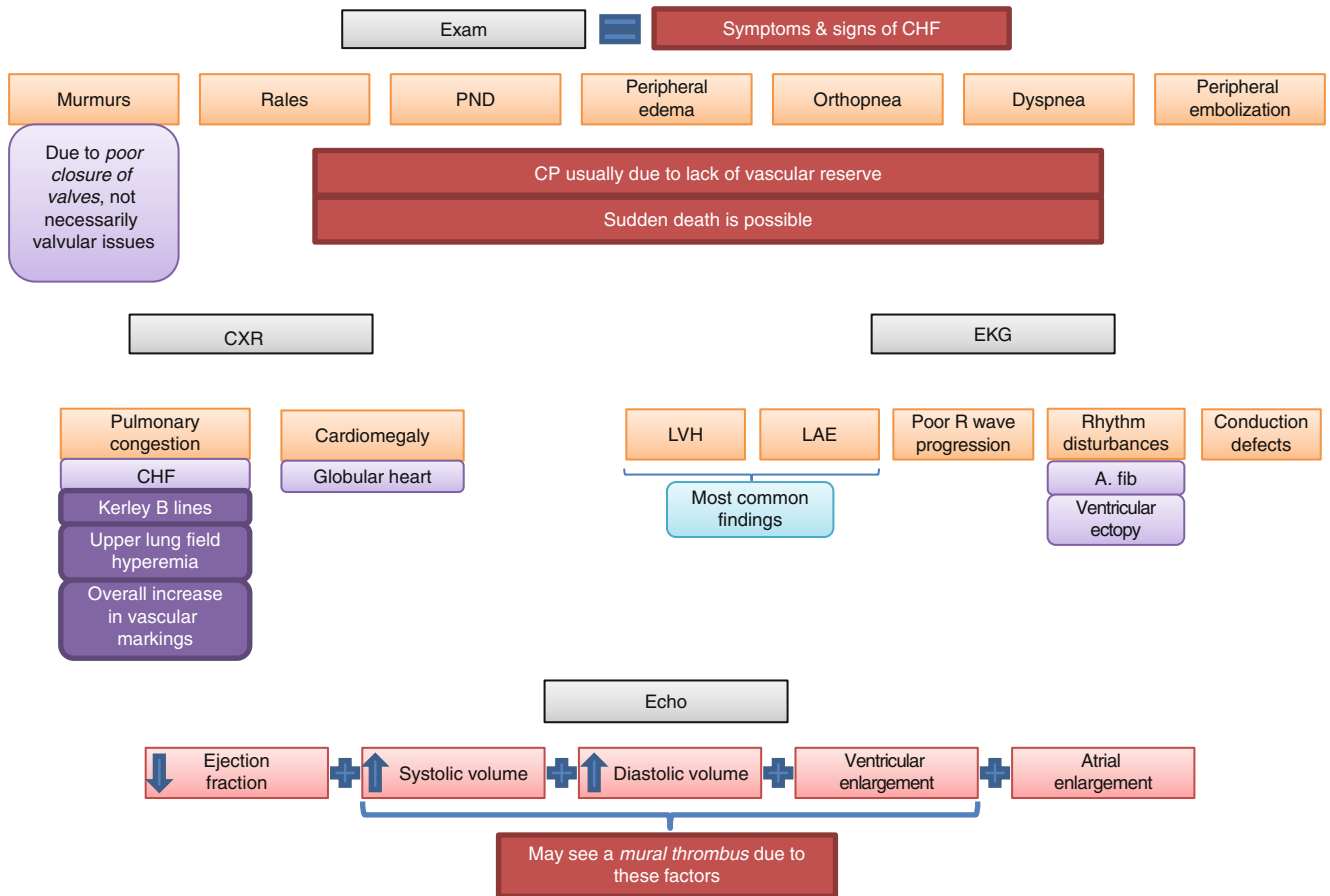 Exam
Symptoms & signs of CHF
Murmurs
Rales
PND
Peripheral
edema
Orthopnea
Dyspnea
Peripheral
embolization
Due to poor
closure of
valves, not
necessarily
valvular issues
CP usually due to lack of vascular reserve
Sudden death is possible
CXR
EKG
Pulmonary
congestion
CHF
Kerley B lines
Upper lung field
hyperemia
Overall increase
in vascular
markings
Cardiomegaly
Globular heart
LVH
LAE
Most common
findings
Poor R wave
progression
Rhythm
disturbances
A. fib
Ventricular
ectopy
Conduction
defects
Echo
Ejection
fraction
Systolic volume
Diastolic volume
Ventricular
enlargement
Atrial
enlargement
May see a mural thrombus due to
these factors